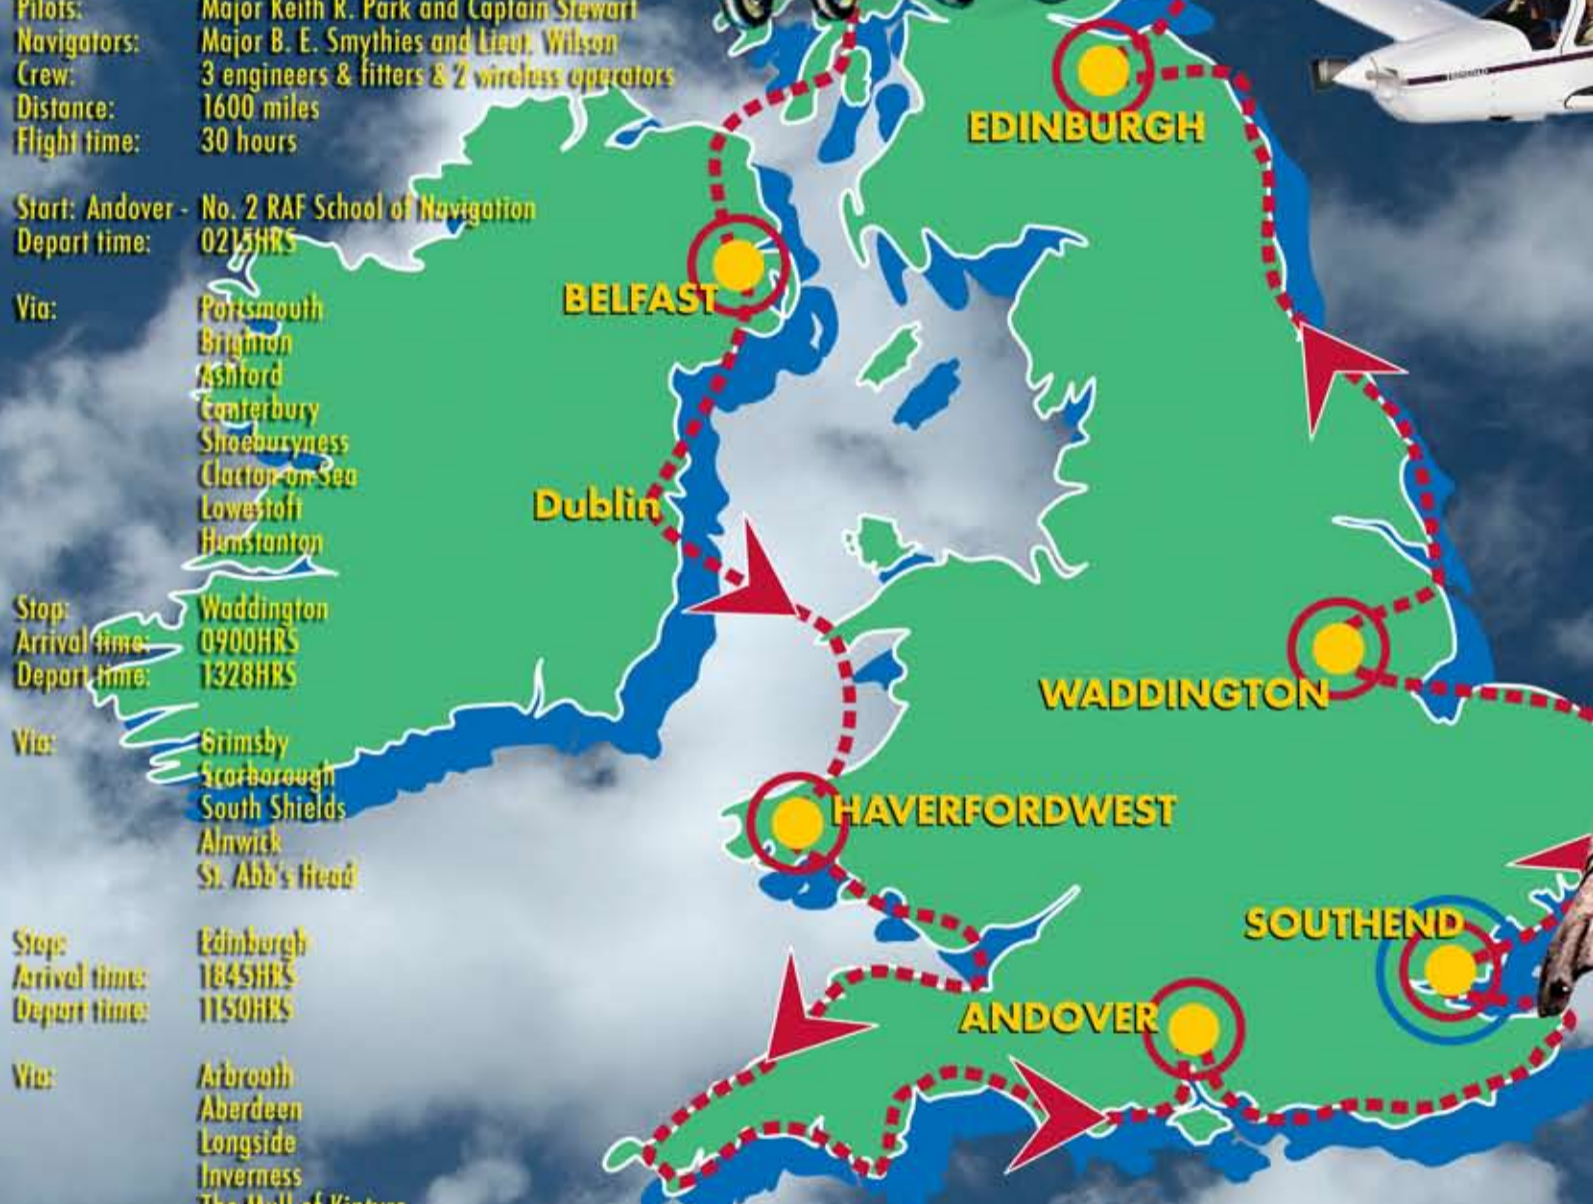 Pilots: Major Keith R. Park and Captain Stewart
Navigators: Major B. E. Smythies and Lieut. Wilson
Crew: 3 engineers & fitters & 2 wireless operators
Distance: 1600 miles
Flight time: 30 hours
Start: Andover - No. 2 RAF School of Navigation
Depart time: 0215HRS
Via: Portsmouth
Brighton
Ashford
Canterbury
Shoeburyness
Clacton-on-Sea
Lowestoft
Hunstanton
Stop: Waddington
Arrival time: 0900HRS
Depart time: 1328HRS
Via: Grimsby
Scarborough
South Shields
Alnwick
St. Abb's Head
Stop: Edinburgh
Arrival time: 1845HRS
Depart time: 1150HRS
Via: Arbroath
Aberdeen
Longside
Inverness
The Mull of Kintyre
EDINBURGH
BELFAST
Dublin
WADDINGTON
HAVERFORDWEST
SOUTHEND
ANDOVER